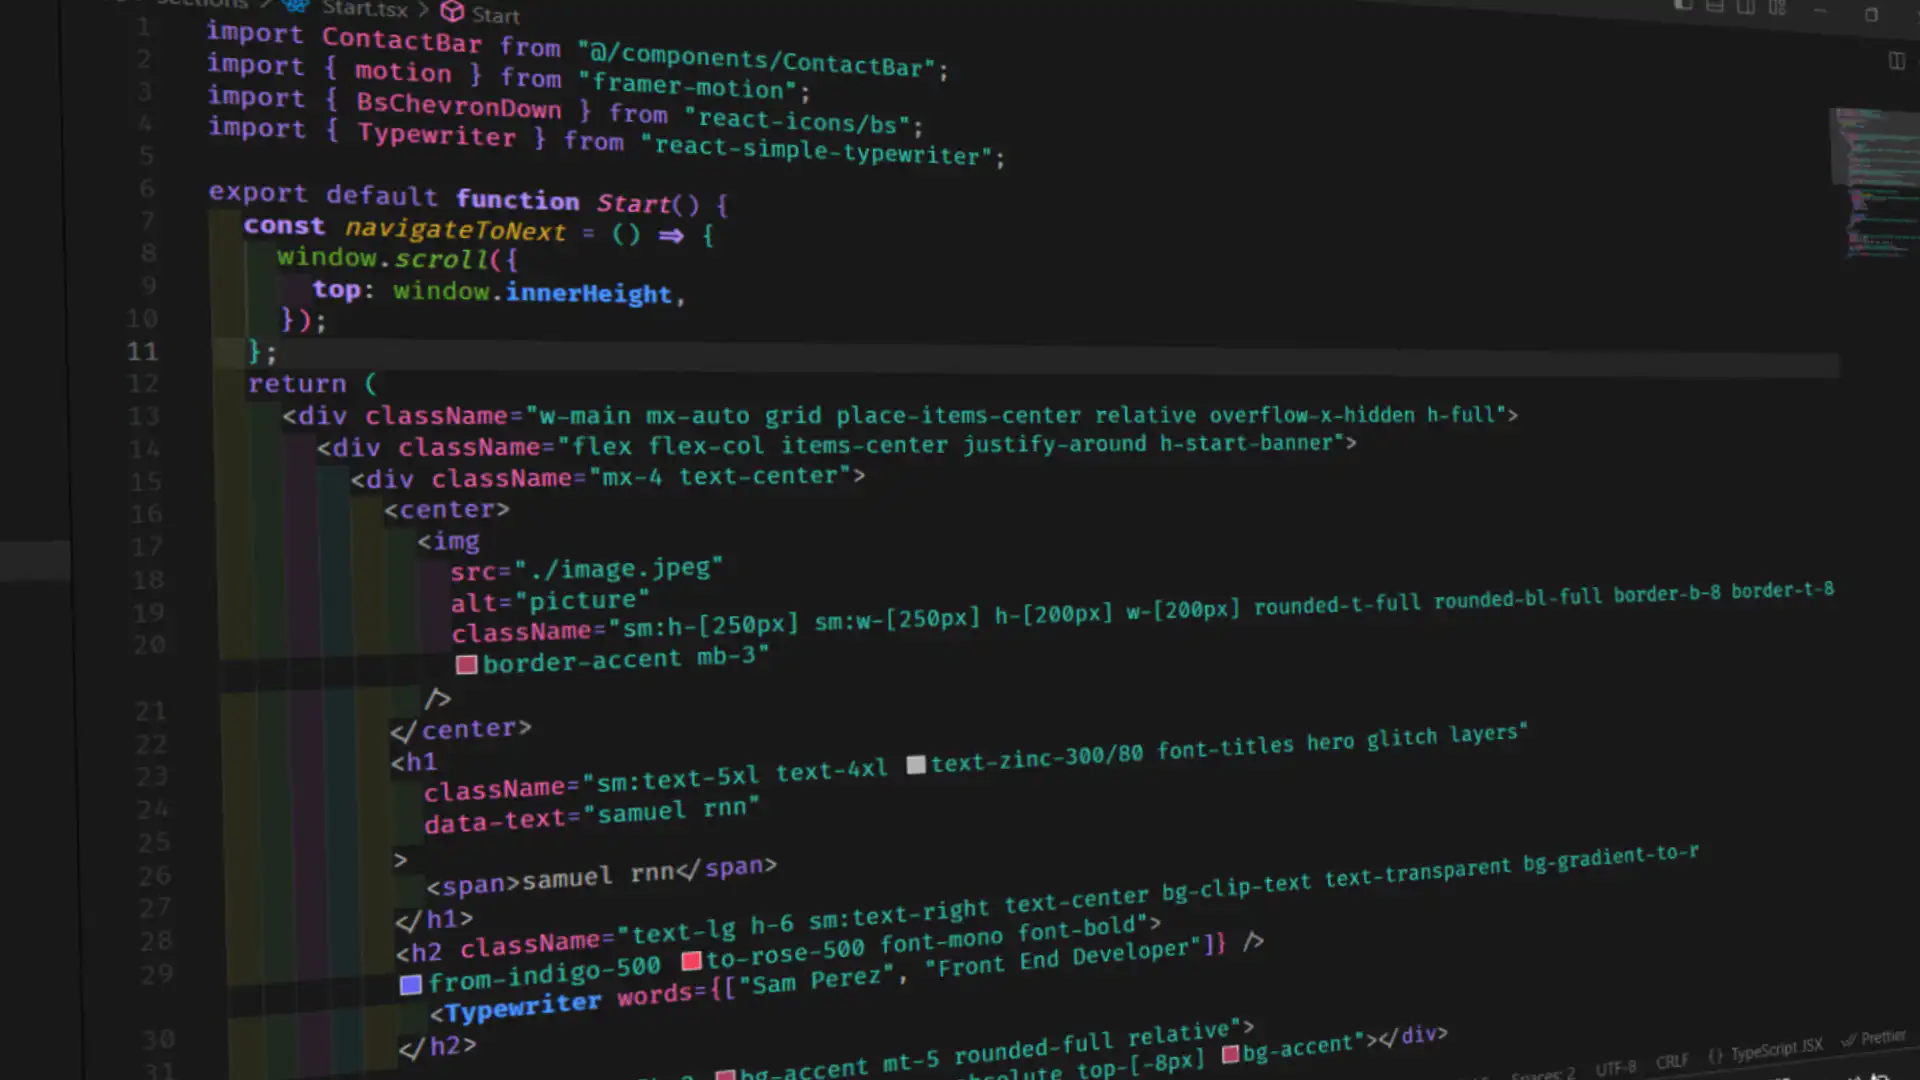 sections > Start.tsx > Start
1 import ContactBar from "@/components/ContactBar";
2 import { motion } from "framer-motion";
3 import { BsChevronDown } from "react-icons/bs";
4 import { Typewriter } from "react-simple-typewriter";
5
6 export default function Start() {
7 const navigateToNext = () => {
8 window.scroll({
9 top: window.innerHeight,
10 });
11 };
12 return (
13 <div className="w-main mx-auto grid place-items-center relative overflow-x-hidden h-full">
14 <div className="flex flex-col items-center justify-around h-start-banner">
15 <div className="mx-4 text-center">
16 <center>
17 <img
18 src="./image.jpeg"
19 alt="picture"
20 className="sm:h-[250px] sm:w-[250px] h-[200px] w-[200px] rounded-t-full rounded-bl-full border-b-8 border-t-8
border-accent mb-3"
21 />
22 </center>
23 <h1
24 className="sm:text-5xl text-4xl text-zinc-300/80 font-titles hero glitch layers"
25 data-text="samuel rnn"
26 >
27 <span>samuel rnn</span>
28 </h1>
29 <h2 className="text-lg h-6 sm:text-right text-center bg-clip-text text-transparent bg-gradient-to-r
from-indigo-500 to-rose-500 font-mono font-bold">
30 <Typewriter words={["Sam Perez", "Front End Developer"]} />
31 </h2>
bg-accent mt-5 rounded-full relative">
top-[-8px] bg-accent"></div>
Spaces: 2 UTF-8 CRLF {} TypeScript JSX Prettier